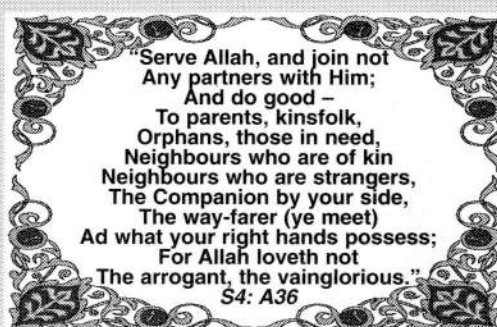 "Serve Allah, and join not
Any partners with Him;
And do good –
To parents, kinsfolk,
Orphans, those in need,
Neighbours who are of kin
Neighbours who are strangers,
The Companion by your side,
The way-farer (ye meet)
Ad what your right hands possess;
For Allah loveth not
The arrogant, the vainglorious."
S4: A36